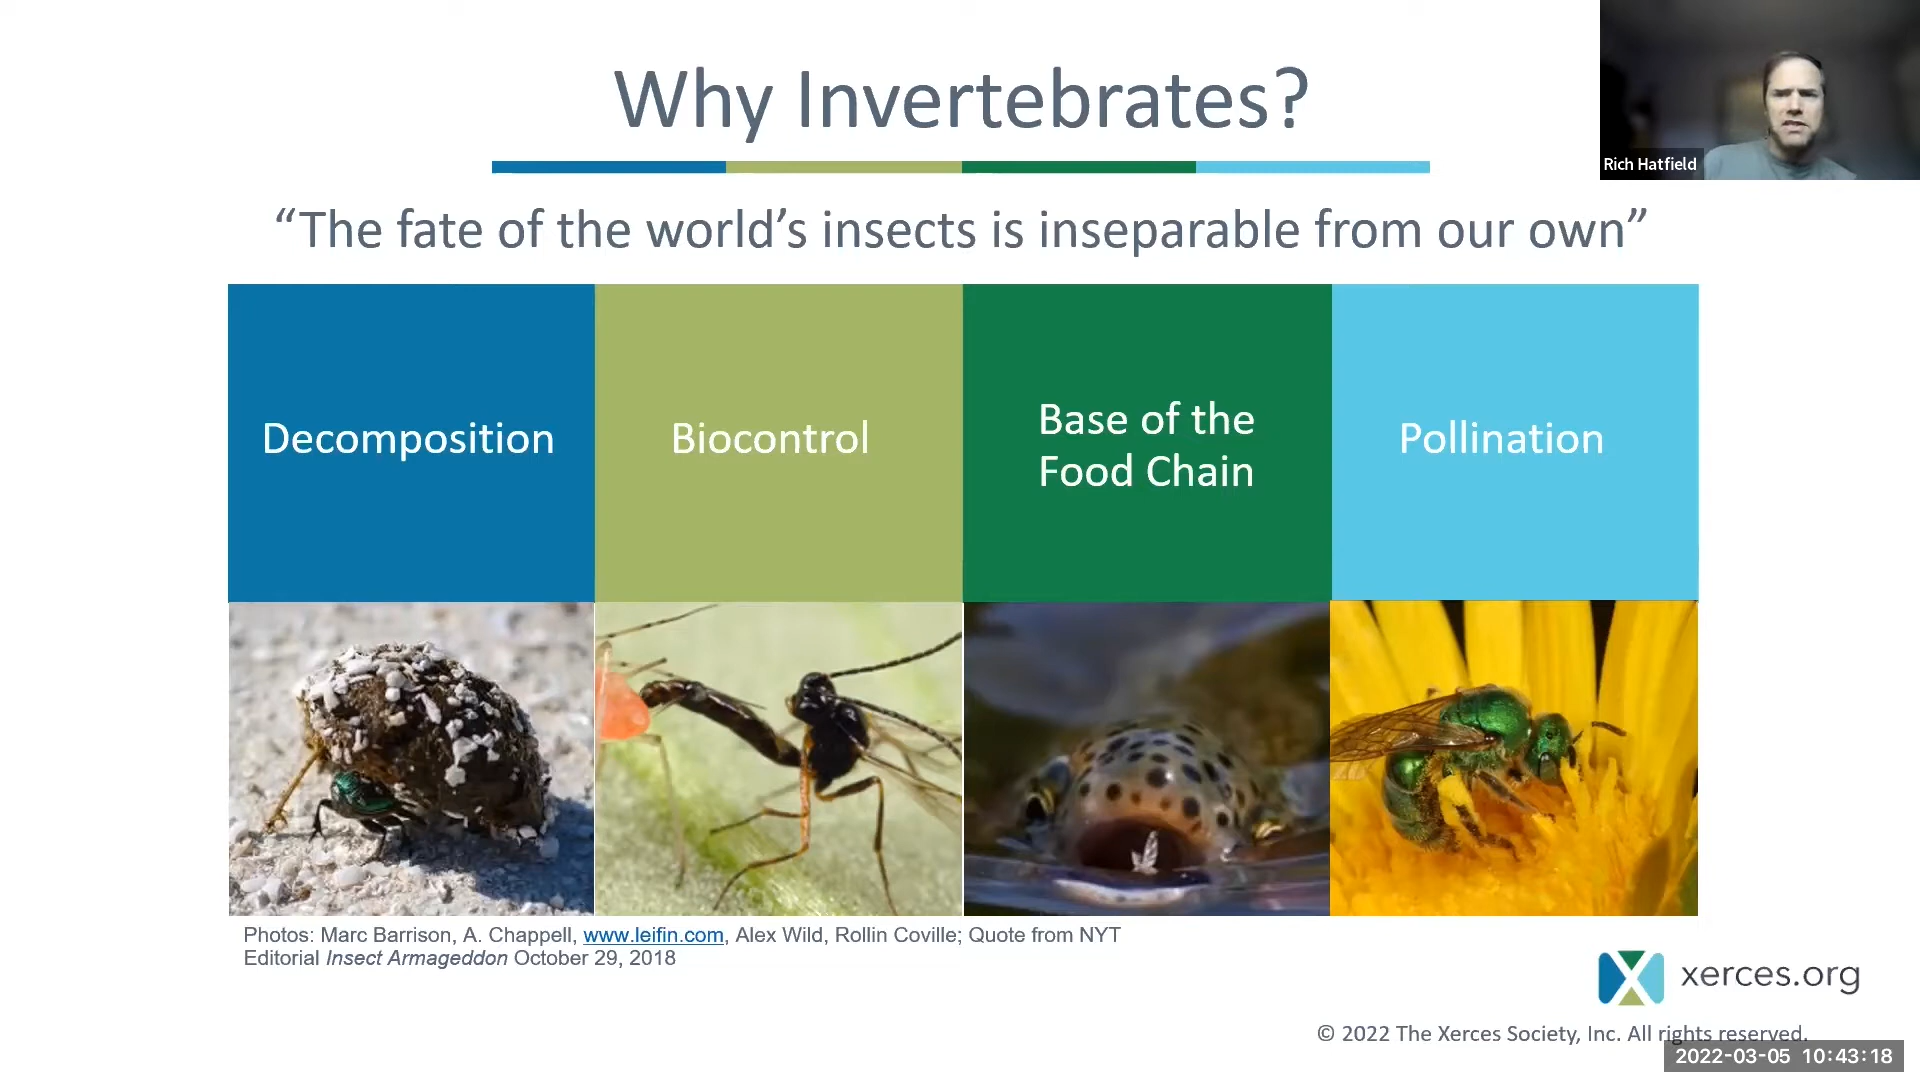 Why Invertebrates?
Rich Hatfield
“The fate of the world’s insects is inseparable from our own”
Decomposition
Biocontrol
Base of the
Food Chain
Pollination
Photos: Marc Barrison, A. Chappell, www.leifin.com, Alex Wild, Rollin Coville; Quote from NYT
Editorial Insect Armageddon October 29, 2018
xerces.org
© 2022 The Xerces Society, Inc. All rights reserved.
2022-03-05 10:43:18